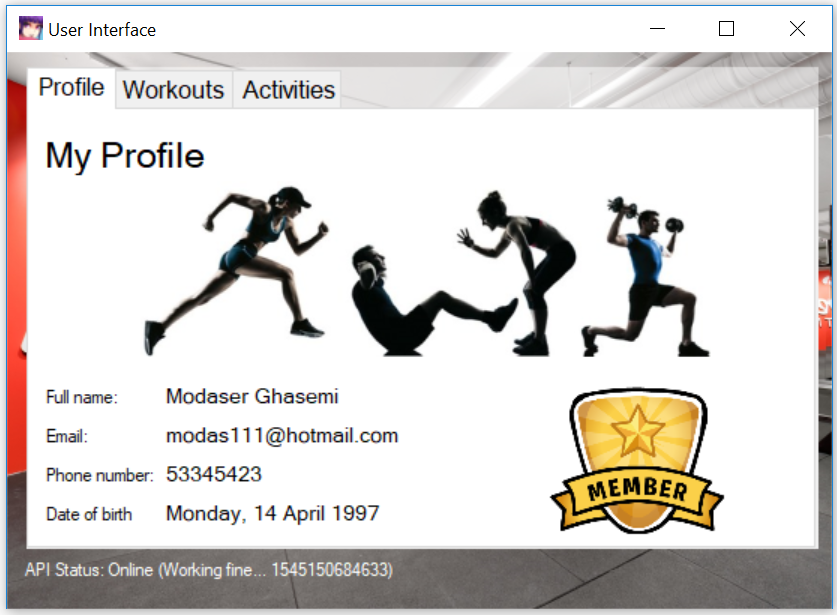 User Interface
Profile Workouts Activities
My Profile
Full name: Modaser Ghasemi
Email: modas111@hotmail.com
Phone number: 53345423
Date of birth Monday, 14 April 1997
MEMBER
API Status: Online (Working fine... 1545150684633)